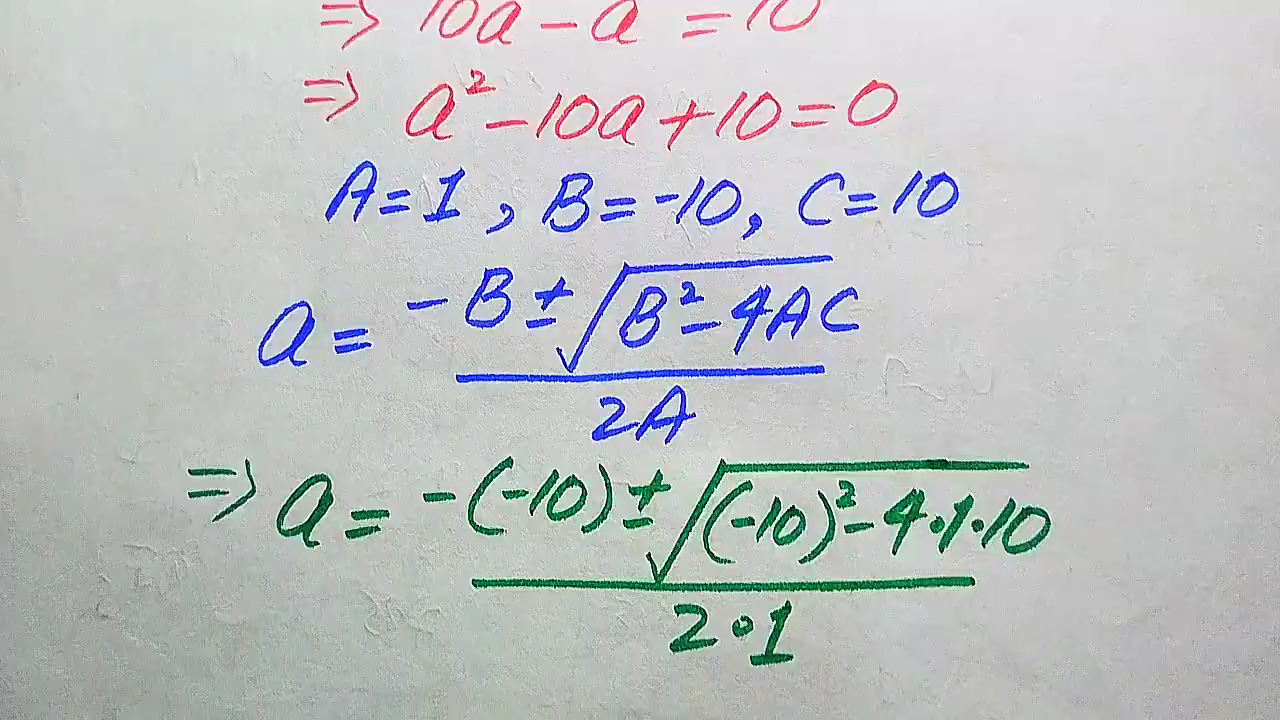 ⇒ 10a - a = 10
⇒ a² - 10a + 10 = 0
A = 1, B = -10, C = 10
a = -B ± √(B² - 4AC) / 2A
⇒ a = -(-10) ± √((-10)² - 4·1·10) / 2·1